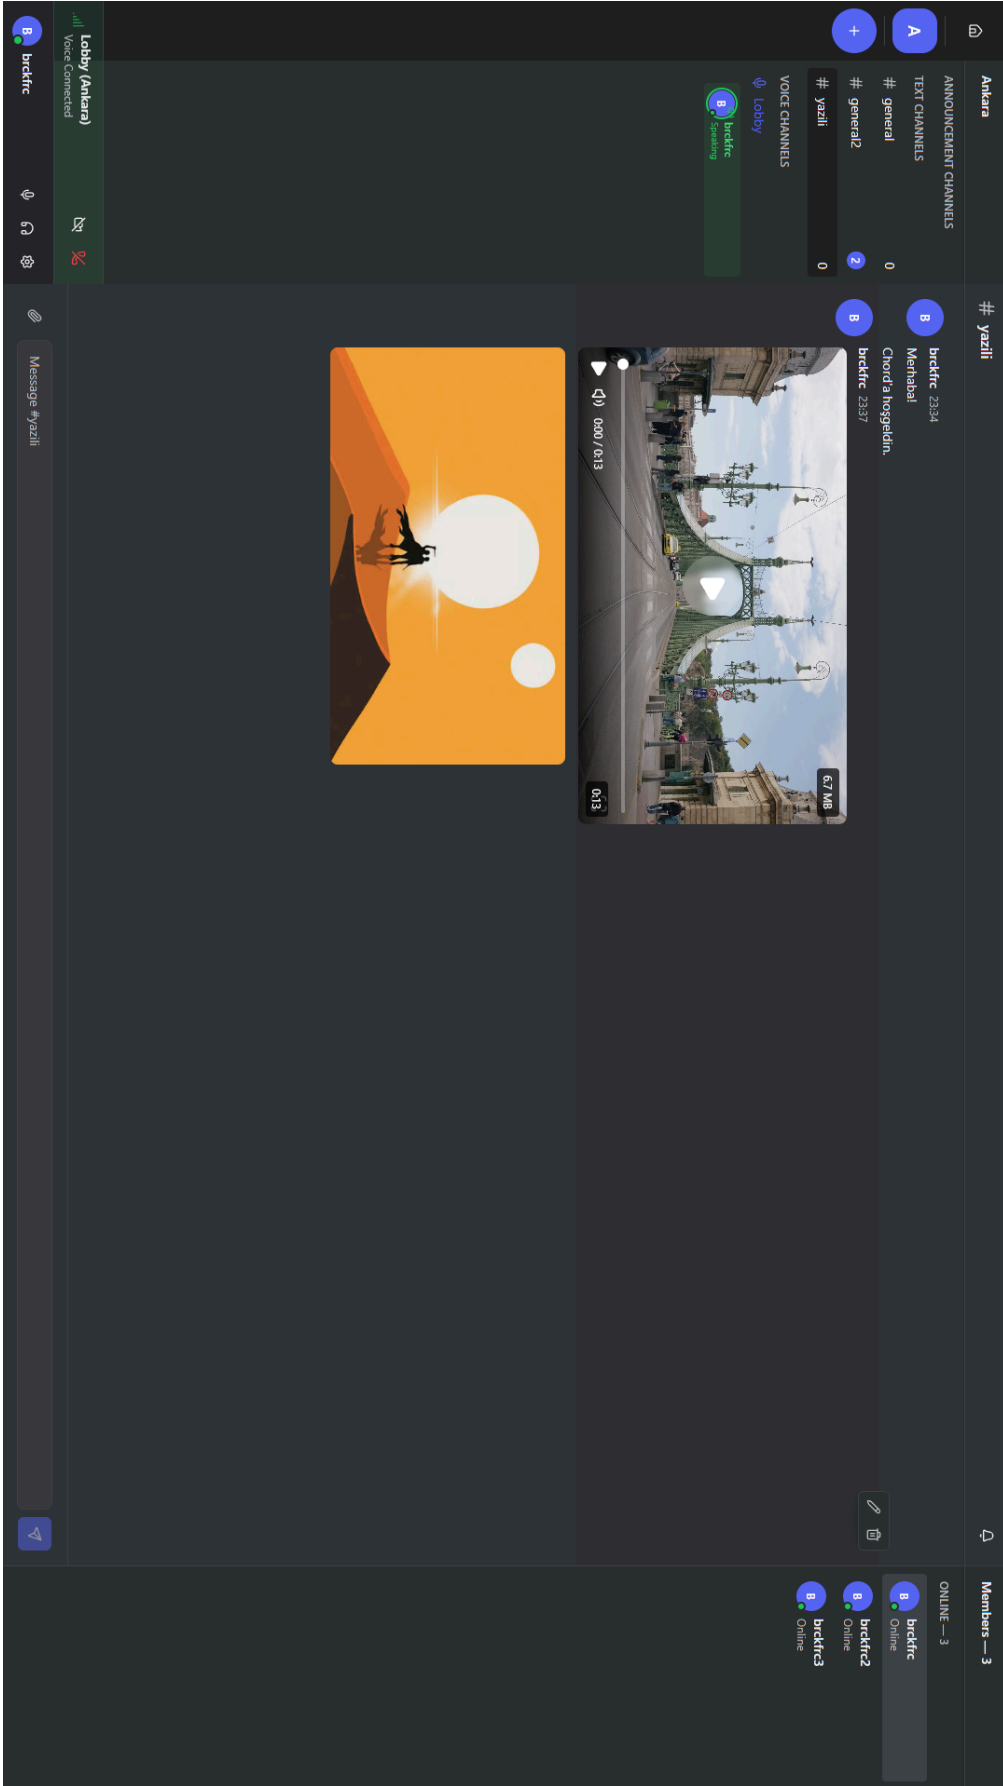 A
+
Ankara
ANNOUNCEMENT CHANNELS
TEXT CHANNELS
# general 0
# general2 2
# yazili 0
VOICE CHANNELS
Lobby
B brckfrc
Speaking
Lobby (Ankara)
Voice Connected
B brckfrc
# yazili
B brckfrc 23:34
Merhaba!
Chord'a hoşgeldin.
B brckfrc 23:37
6.7 MB
0:00 / 0:13
0:13
Message #yazili
Members — 3
ONLINE — 3
B brckfrc
Online
B brckfrc2
Online
B brckfrc3
Online